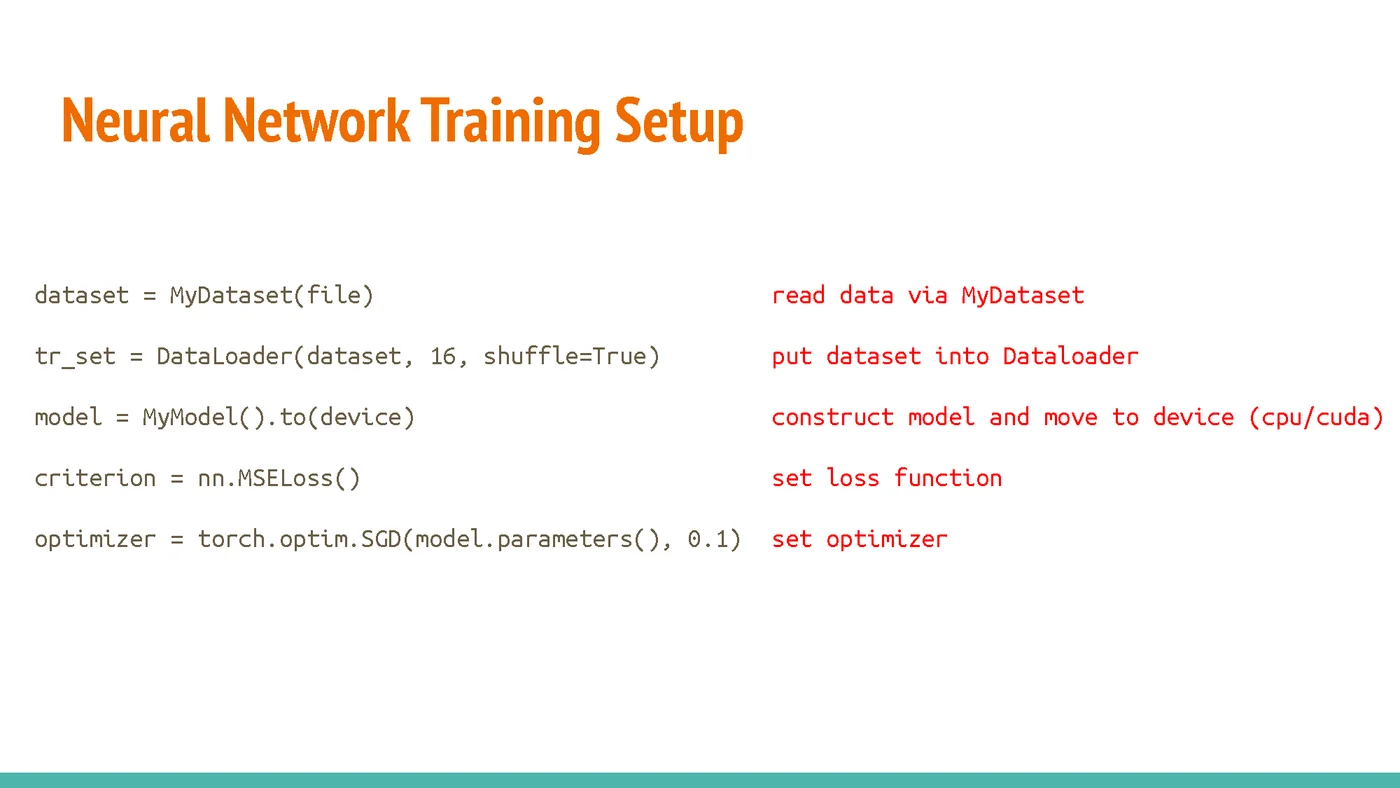 Neural Network Training Setup
dataset = MyDataset(file) read data via MyDataset
tr_set = DataLoader(dataset, 16, shuffle=True) put dataset into Dataloader
model = MyModel().to(device) construct model and move to device (cpu/cuda)
criterion = nn.MSELoss() set loss function
optimizer = torch.optim.SGD(model.parameters(), 0.1) set optimizer